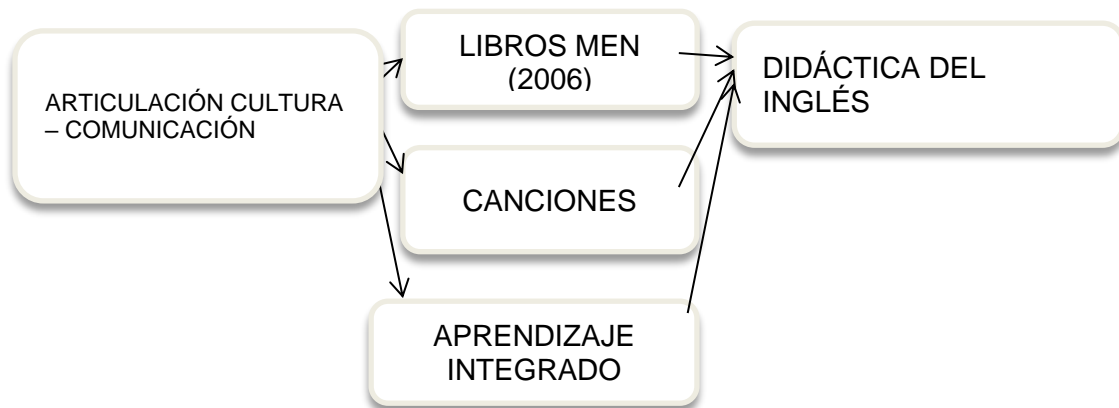 ARTICULACIÓN CULTURA
– COMUNICACIÓN
LIBROS MEN
(2006)
CANCIONES
APRENDIZAJE
INTEGRADO
DIDÁCTICA DEL
INGLÉS